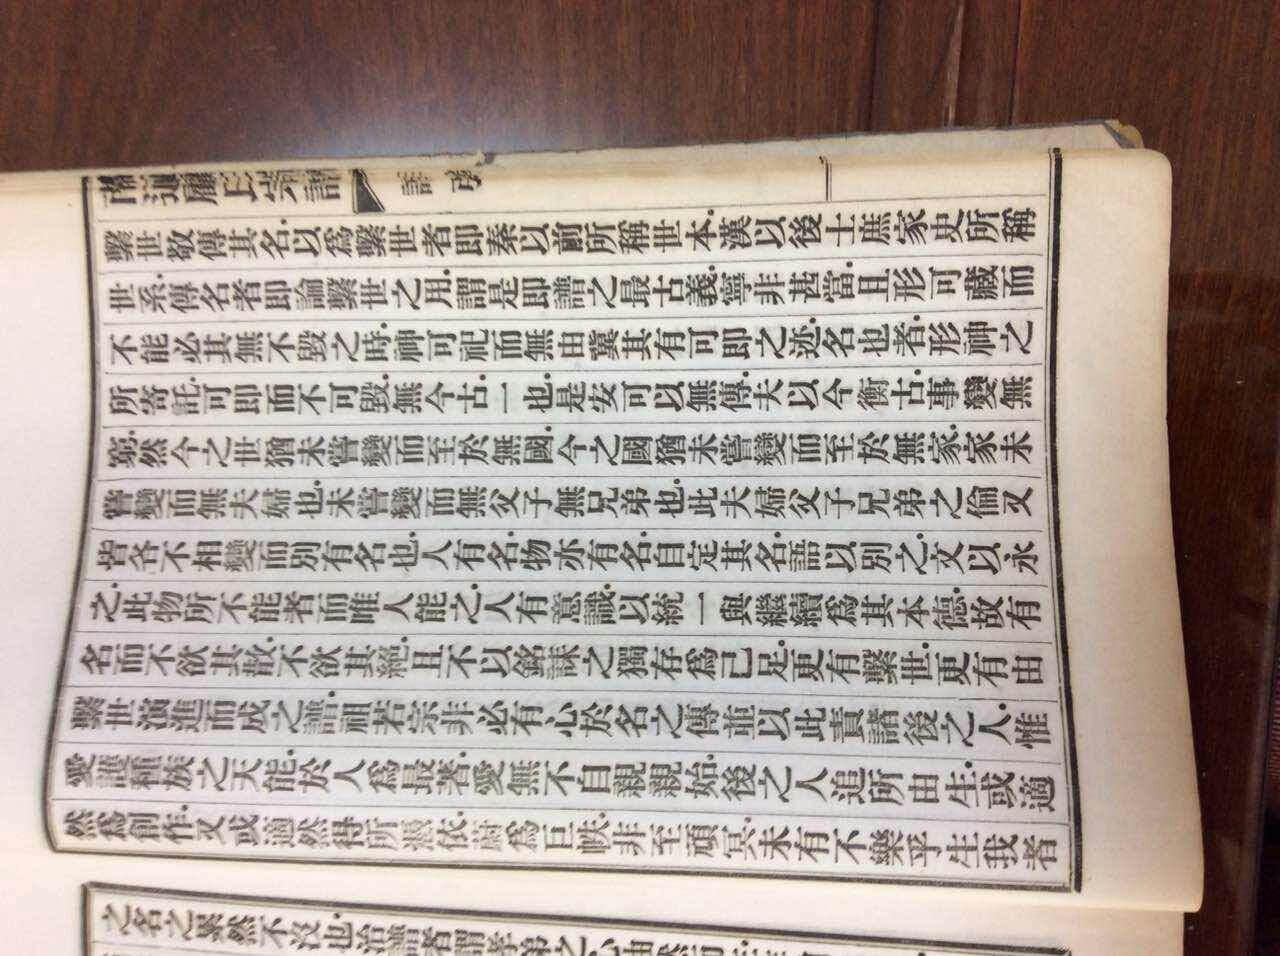 南通顧氏宗譜
繫世敬傳其名．以爲繫世者即秦以前所稱世本．漢以後士庶家史所稱
世系．傳名者即論繫世之用．謂是即譜之最古義．寧非甚當．且形可藏而
不能必其無不毀之時．神可祀而無由冀其有可即之迹．名也者．形神之
所寄託．可即而不可毀．無今古．一也．是安可以無傳．夫以今衡古．事變無
窮．然今之世猶未嘗變而至於無國．今之國猶未嘗變而至於無家．家未
嘗變而無夫婦也．未嘗變而無父子無兄弟也．此夫婦父子兄弟之倫又
皆各不相變而別有名也．人有名．物亦有名．自定其名．語以別之．文以永
之．此物所不能者而唯人能之．人有意識．以統一與繼續爲其本德．故有
名而不欲其散．不欲其絕．且不以銘誄之獨存爲己足．更有繫世．更有由
繫世演進而成之譜．祖若宗非必有心於名之傳並以此責諸後之人．惟
愛護種族之天能．於人爲最著．愛無不自親親始．後之人追所由生．或適
然爲創作．又或適然得所憑依．蔚爲巨帙．非至頑冥．未有不樂乎生我者
之名之累然不沒也．治譜者謂孝弟之心油然而